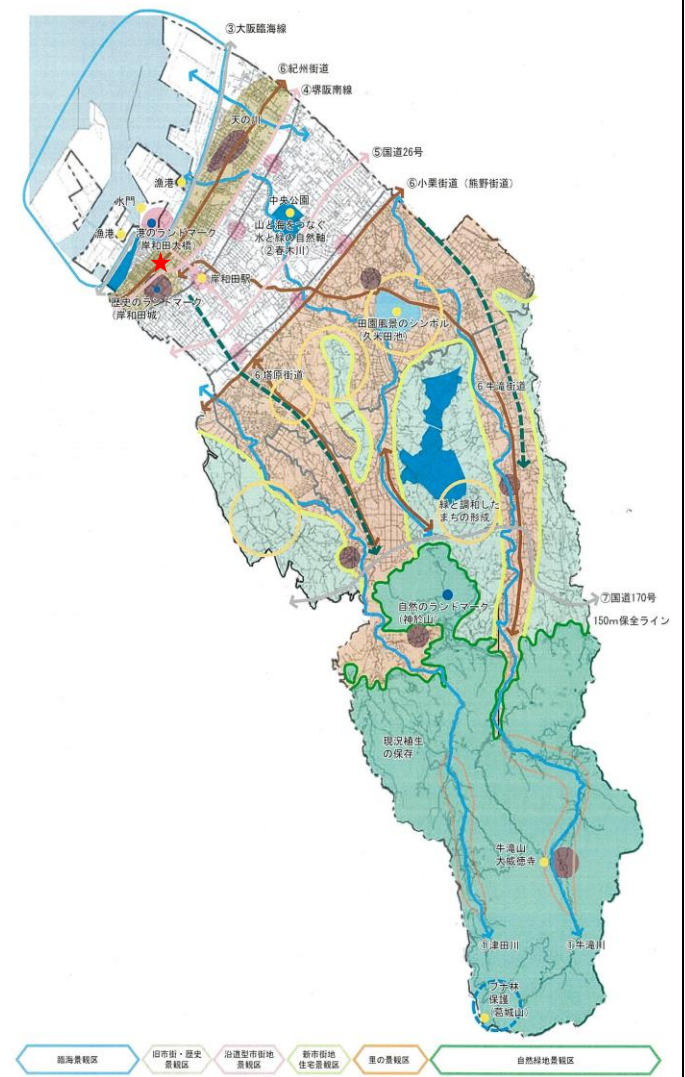 ③大阪臨海線
⑥紀州街道
④堺阪南線
天の川
⑤国道26号
漁港
⑥小栗街道(熊野街道)
中央公園
水門
山と海をつなぐ
水と緑の自然軸
(②春木川)
漁港
港のランドマーク
(岸和田大橋)
岸和田駅
歴史のランドマーク
(岸和田城)
田園風景のシンボル
(久米田池)
⑥塔原街道
⑥牛滝街道
緑と調和した
まちの形成
⑦国道170号
自然のランドマーク
(神於山)
150m保全ライン
現況植生
の保存
牛滝山
大威徳寺
①津田川
①牛滝川
ブナ林
保護
(葛城山)
臨海景観区
旧市街・歴史
景観区
沿道型市街地
景観区
新市街地
住宅景観区
里の景観区
自然緑地景観区